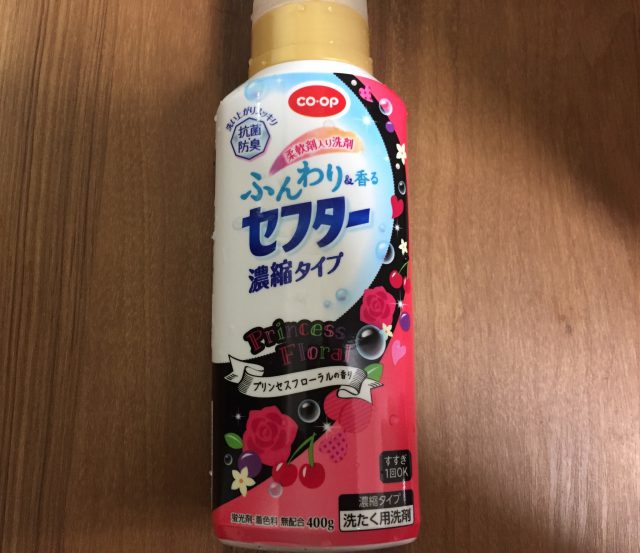 co·op
洗い上がりスッキリ
抗菌
防臭
柔軟剤入り洗剤
ふんわり&香る
セフター
濃縮タイプ
Princess
Floral
プリンセスフローラルの香り
すすぎ
1回OK
濃縮タイプ
洗たく用洗剤
蛍光剤・着色料 無配合 400g